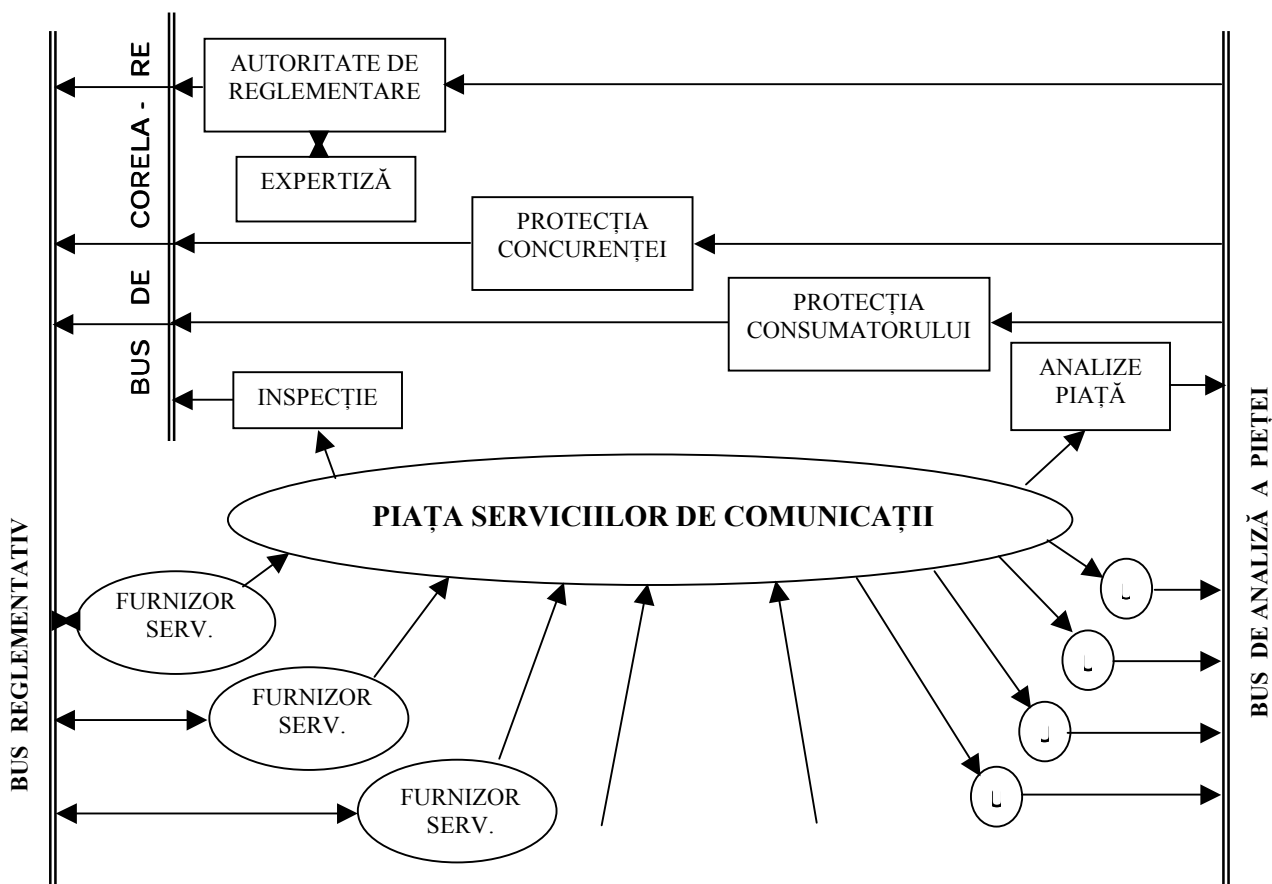 BUS DE CORELA - RE
AUTORITATE DE
REGLEMENTARE
EXPERTIZĂ
PROTECȚIA
CONCURENȚEI
PROTECȚIA
CONSUMATORULUI
INSPECȚIE
ANALIZE
PIAȚĂ
PIAȚA SERVICIILOR DE COMUNICAȚII
BUS REGLEMENTATIV
BUS DE ANALIZĂ A PIEȚEI
FURNIZOR
SERV.
FURNIZOR
SERV.
FURNIZOR
SERV.